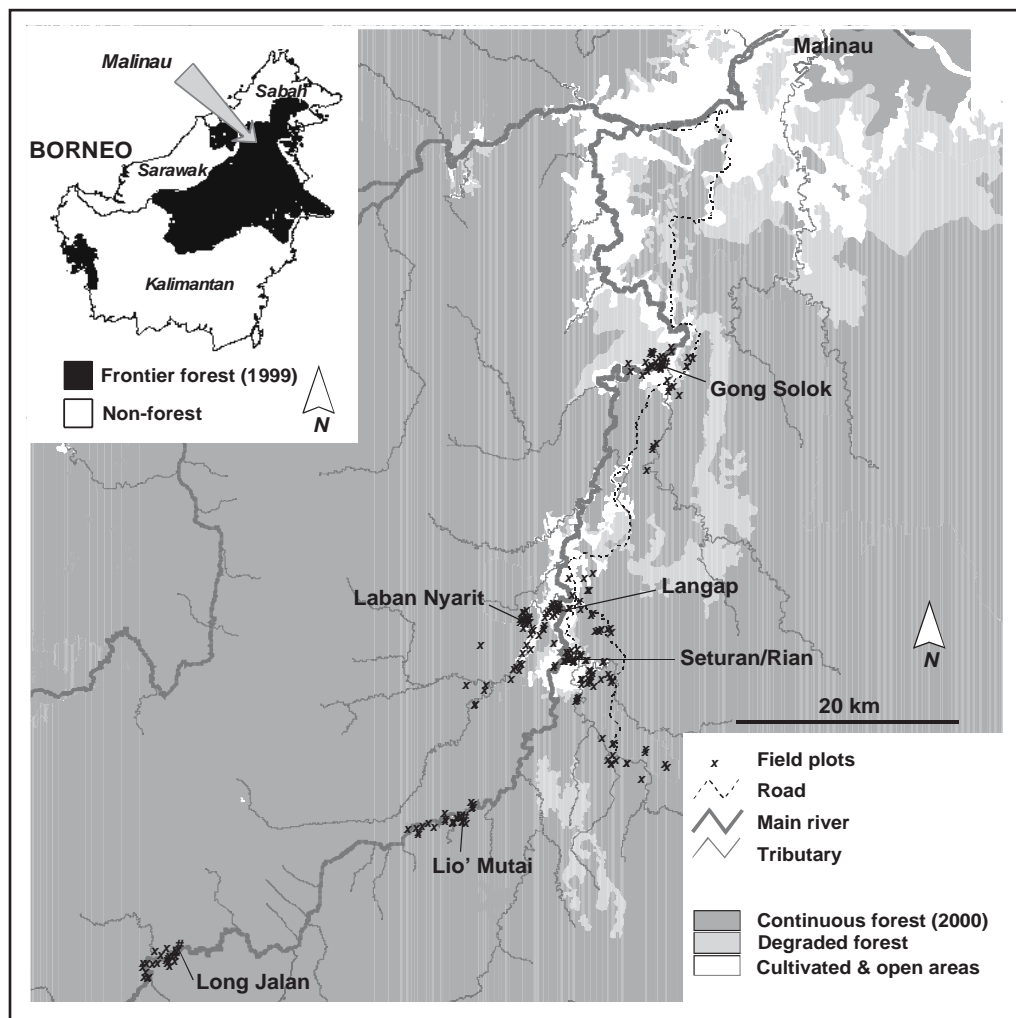 Malinau
Sabah
BORNEO
Sarawak
Kalimantan
Frontier forest (1999)
Non-forest
N
Malinau
Gong Solok
Laban Nyarit
Langap
Seturan/Rian
N
20 km
Lio’ Mutai
Long Jalan
x Field plots
Road
Main river
Tributary
Continuous forest (2000)
Degraded forest
Cultivated & open areas